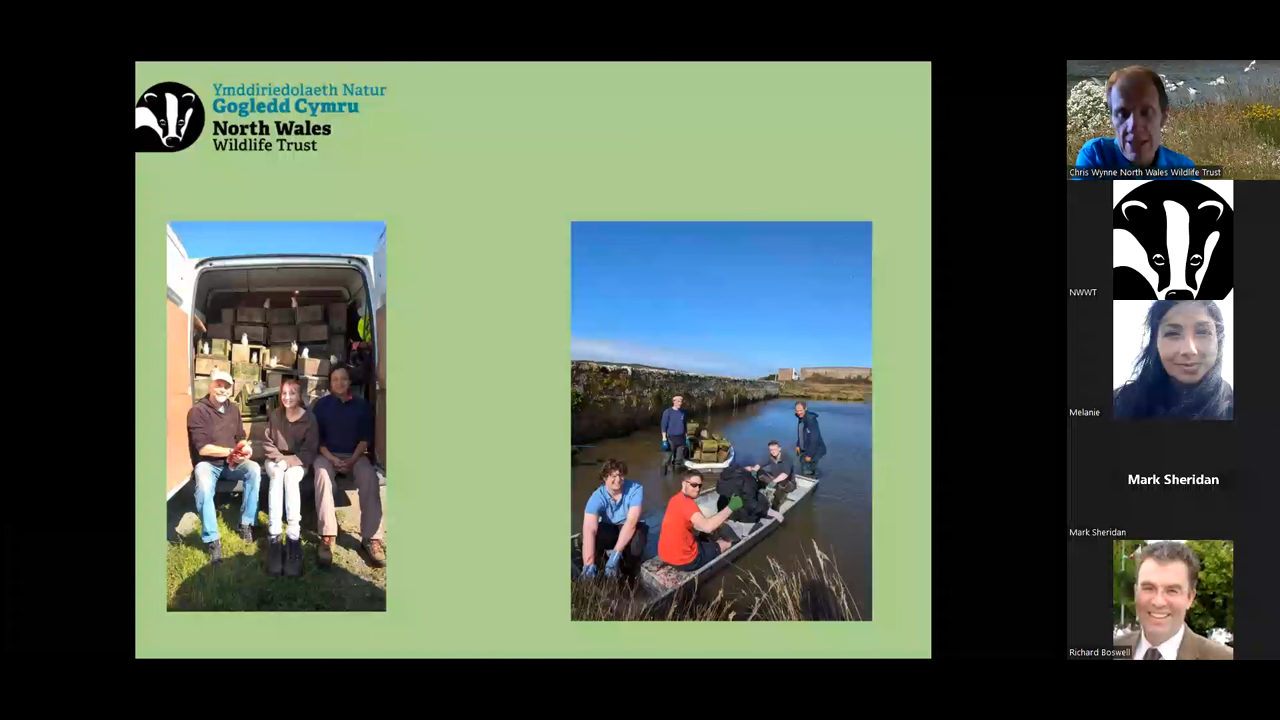 Ymddiriedolaeth Natur
Gogledd Cymru
North Wales
Wildlife Trust
Chris Wynne North Wales Wildlife Trust
NWWT
Melanie
Mark Sheridan
Mark Sheridan
Richard Boswell